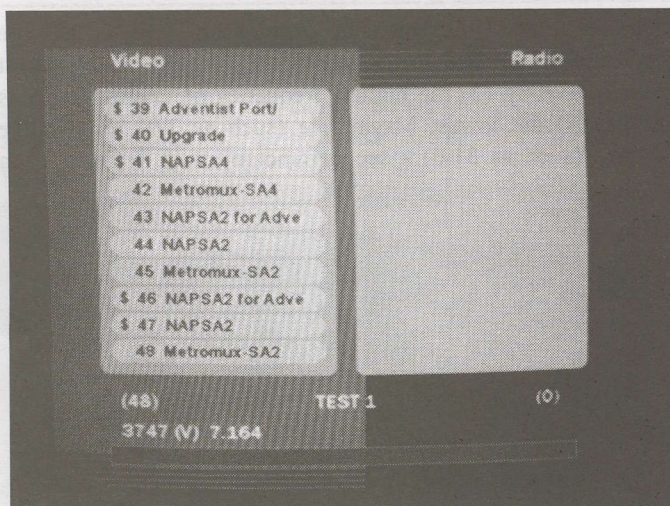 Video
Radio
$ 39 Adventist Port/
$ 40 Upgrade
$ 41 NAPSA4
42 Metromux-SA4
43 NAPSA2 for Adve
44 NAPSA2
45 Metromux-SA2
$ 46 NAPSA2 for Adve
$ 47 NAPSA2
48 Metromux-SA2
(48)
TEST 1
(0)
3747 (V) 7.164